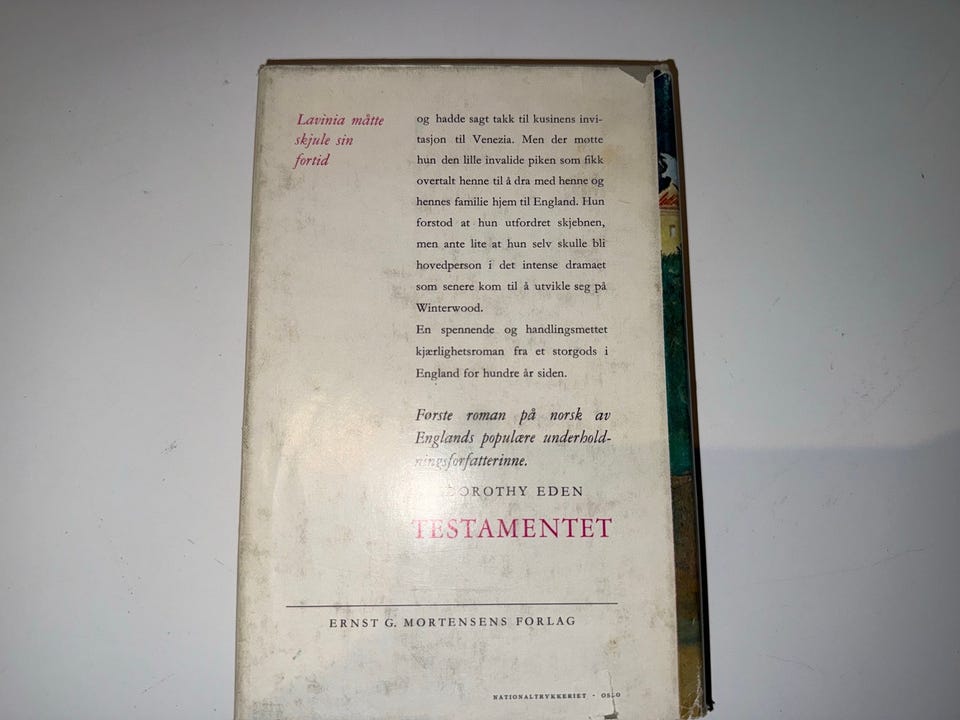 Lavinia måtte
skjule sin
fortid
og hadde sagt takk til kusinens invi-
tasjon til Venezia. Men der møtte
hun den lille invalide piken som fikk
overtalt henne til å dra med henne og
hennes familie hjem til England. Hun
forstod at hun utfordret skjebnen,
men ante lite at hun selv skulle bli
hovedperson i det intense dramaet
som senere kom til å utvikle seg på
Winterwood.
En spennende og handlingsmettet
kjærlighetsroman fra et storgods i
England for hundre år siden.
Første roman på norsk av
Englands populære underhold-
ningsforfatterinne.
DOROTHY EDEN
TESTAMENTET
ERNST G. MORTENSENS FORLAG
NATIONALTRYKKERIET · OSLO